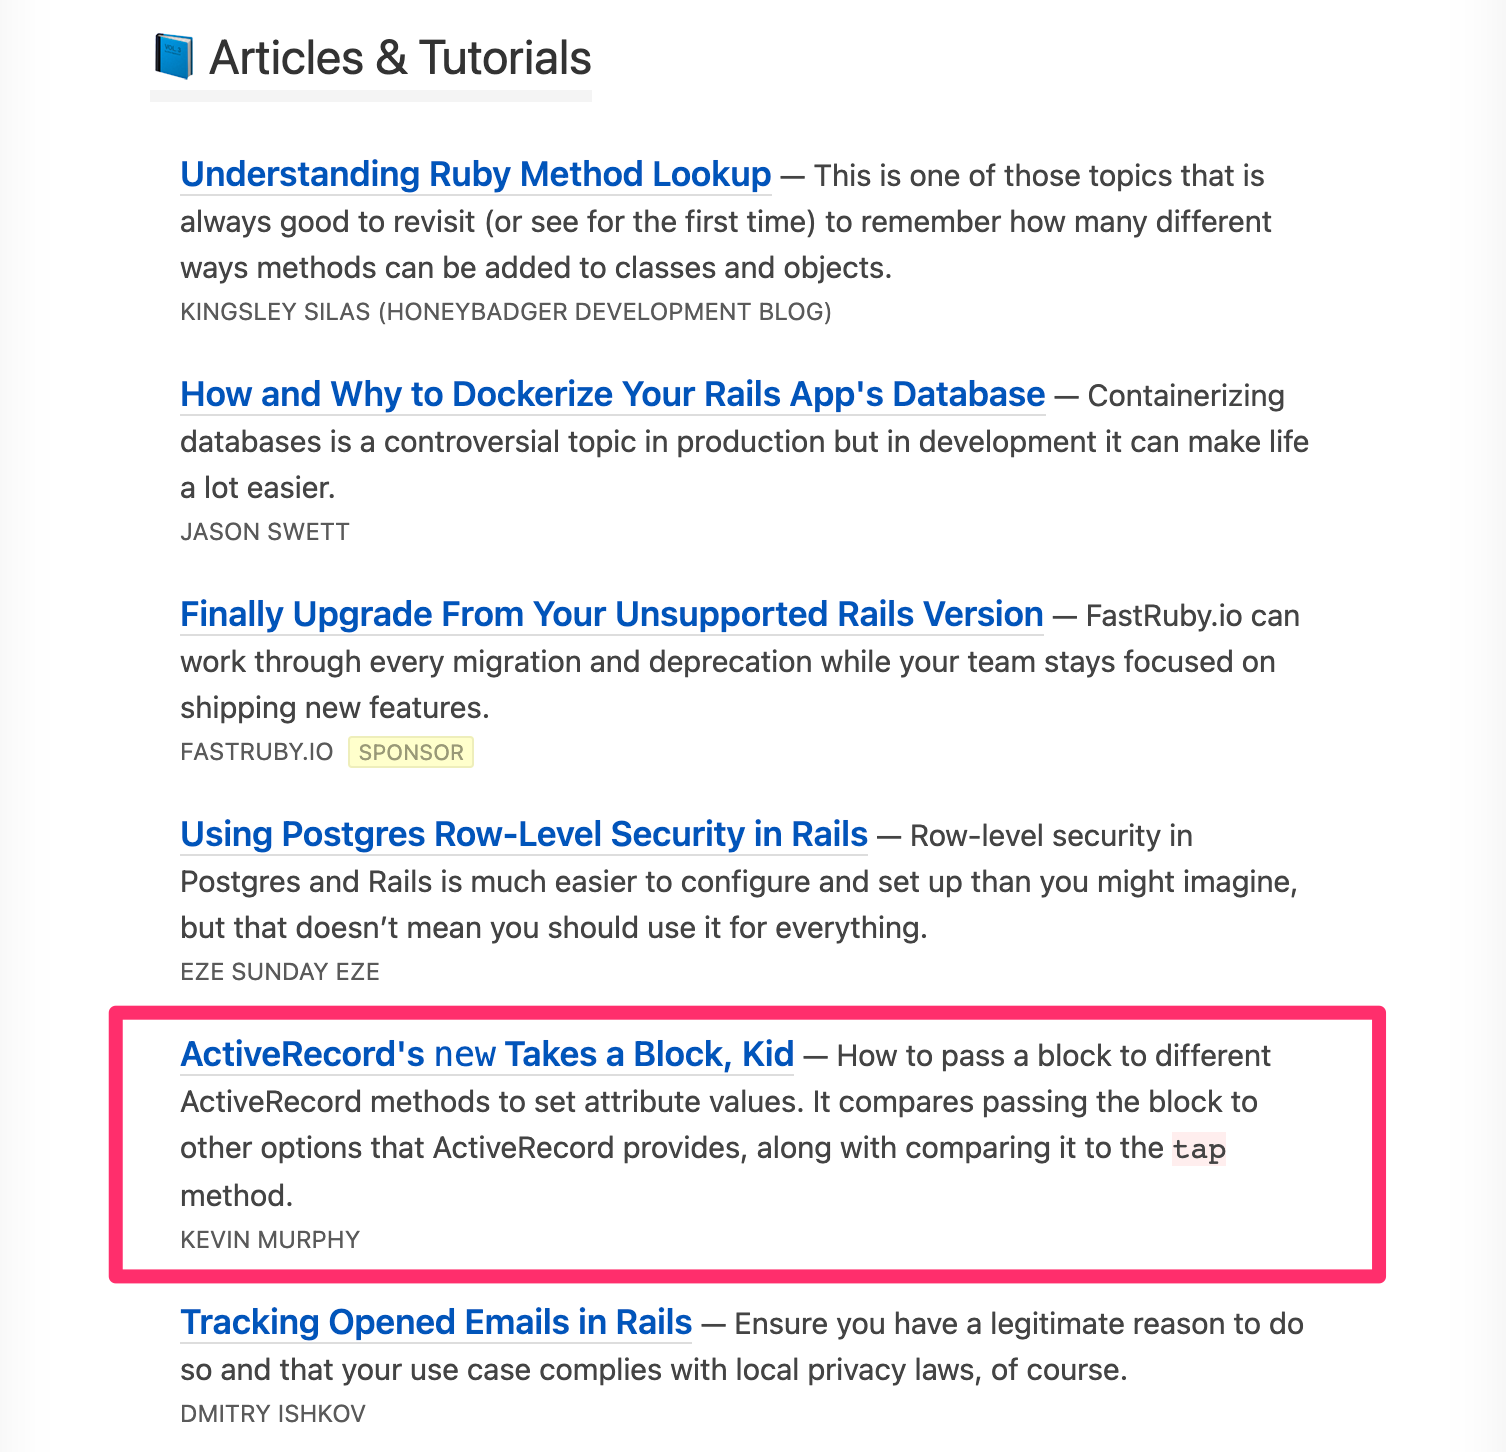 Articles & Tutorials
Understanding Ruby Method Lookup — This is one of those topics that is
always good to revisit (or see for the first time) to remember how many different
ways methods can be added to classes and objects.
KINGSLEY SILAS (HONEYBADGER DEVELOPMENT BLOG)
How and Why to Dockerize Your Rails App's Database — Containerizing
databases is a controversial topic in production but in development it can make life
a lot easier.
JASON SWETT
Finally Upgrade From Your Unsupported Rails Version — FastRuby.io can
work through every migration and deprecation while your team stays focused on
shipping new features.
FASTRUBY.IO SPONSOR
Using Postgres Row-Level Security in Rails — Row-level security in
Postgres and Rails is much easier to configure and set up than you might imagine,
but that doesn’t mean you should use it for everything.
EZE SUNDAY EZE
ActiveRecord's new Takes a Block, Kid — How to pass a block to different
ActiveRecord methods to set attribute values. It compares passing the block to
other options that ActiveRecord provides, along with comparing it to the tap
method.
KEVIN MURPHY
Tracking Opened Emails in Rails — Ensure you have a legitimate reason to do
so and that your use case complies with local privacy laws, of course.
DMITRY ISHKOV